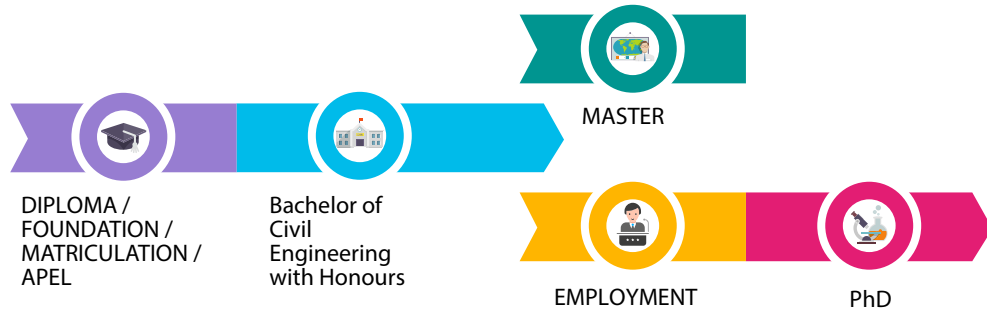 MASTER
DIPLOMA /
FOUNDATION /
MATRICULATION /
APEL
Bachelor of
Civil
Engineering
with Honours
EMPLOYMENT
PhD